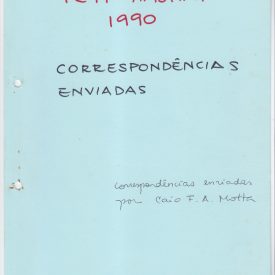 1990
CORRESPONDÊNCIAS
ENVIADAS
correspondências enviadas
por Caio F. A. Motta